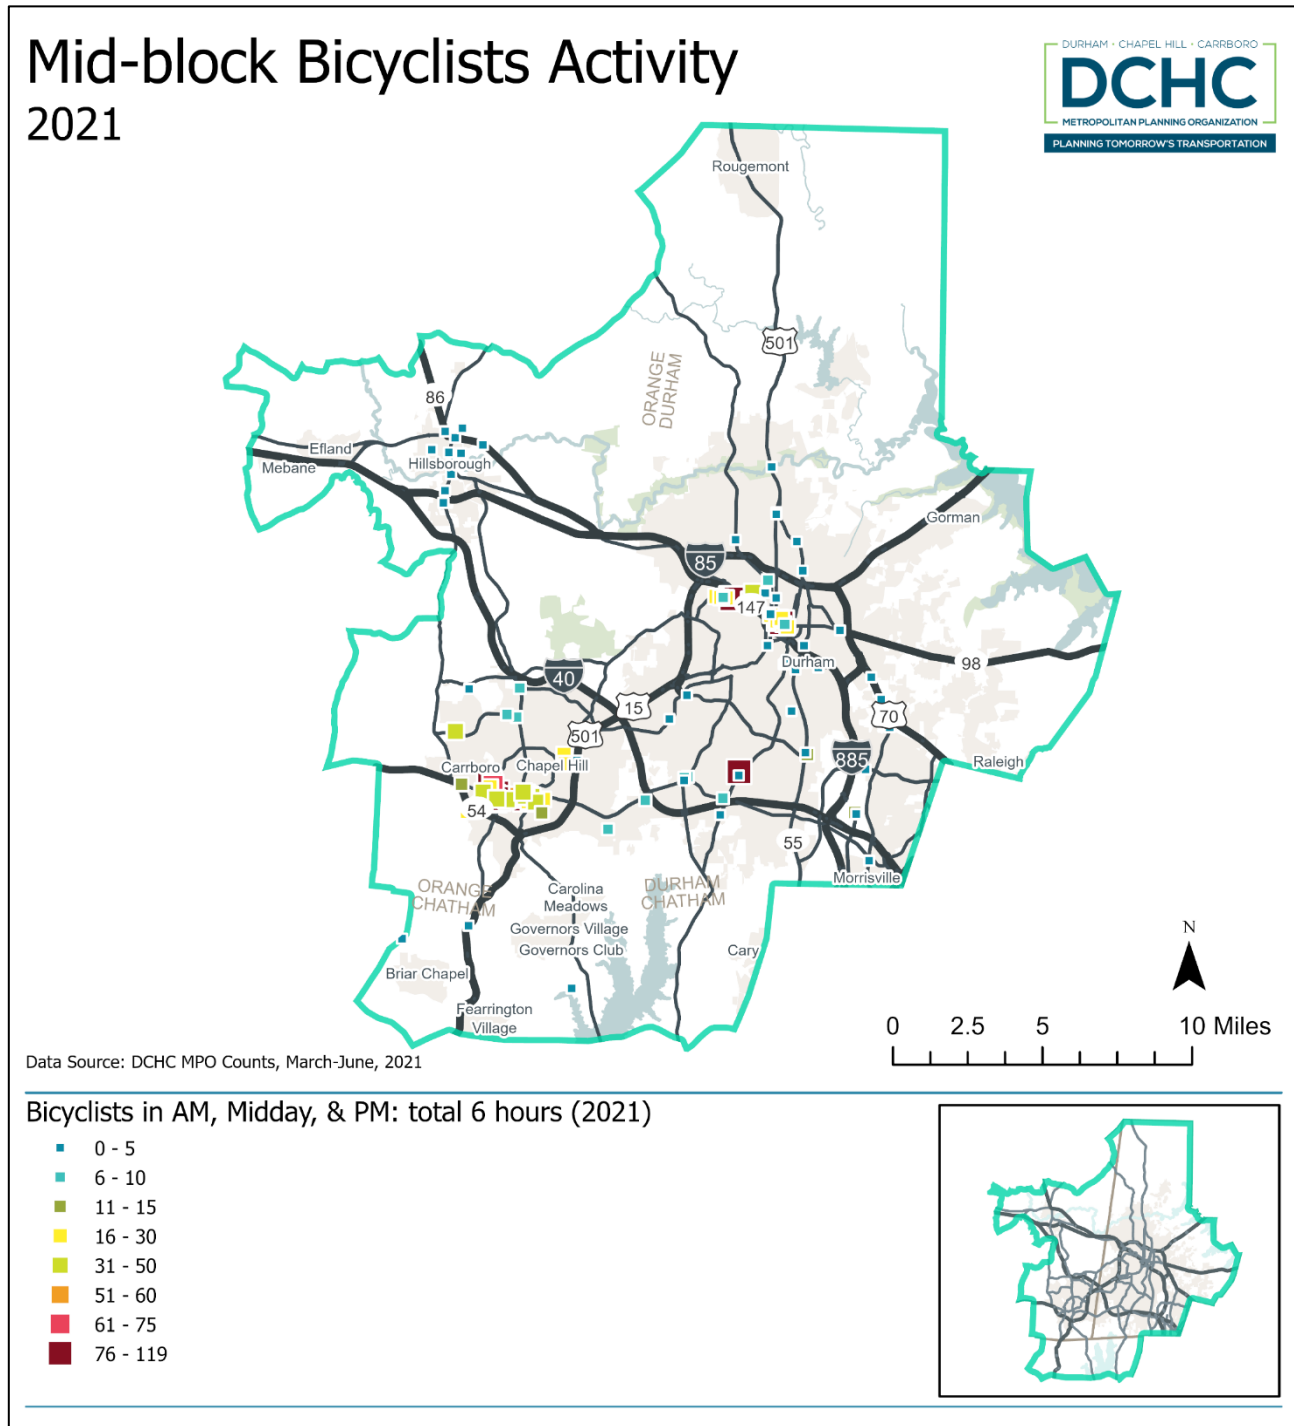 Mid-block Bicyclists Activity
2021
DURHAM · CHAPEL HILL · CARRBORO
DCHC
METROPOLITAN PLANNING ORGANIZATION
PLANNING TOMORROW'S TRANSPORTATION
Rougemont
501
ORANGE
DURHAM
86
Efland
Mebane
Hillsborough
Gorman
85
147
Durham
98
40
15
501
70
885
Raleigh
Carrboro
Chapel Hill
54
55
Morrisville
ORANGE
CHATHAM
DURHAM
CHATHAM
Carolina
Meadows
Governors Village
Governors Club
Cary
Briar Chapel
Fearrington
Village
N
0 2.5 5 10 Miles
Data Source: DCHC MPO Counts, March-June, 2021
Bicyclists in AM, Midday, & PM: total 6 hours (2021)
0 - 5
6 - 10
11 - 15
16 - 30
31 - 50
51 - 60
61 - 75
76 - 119